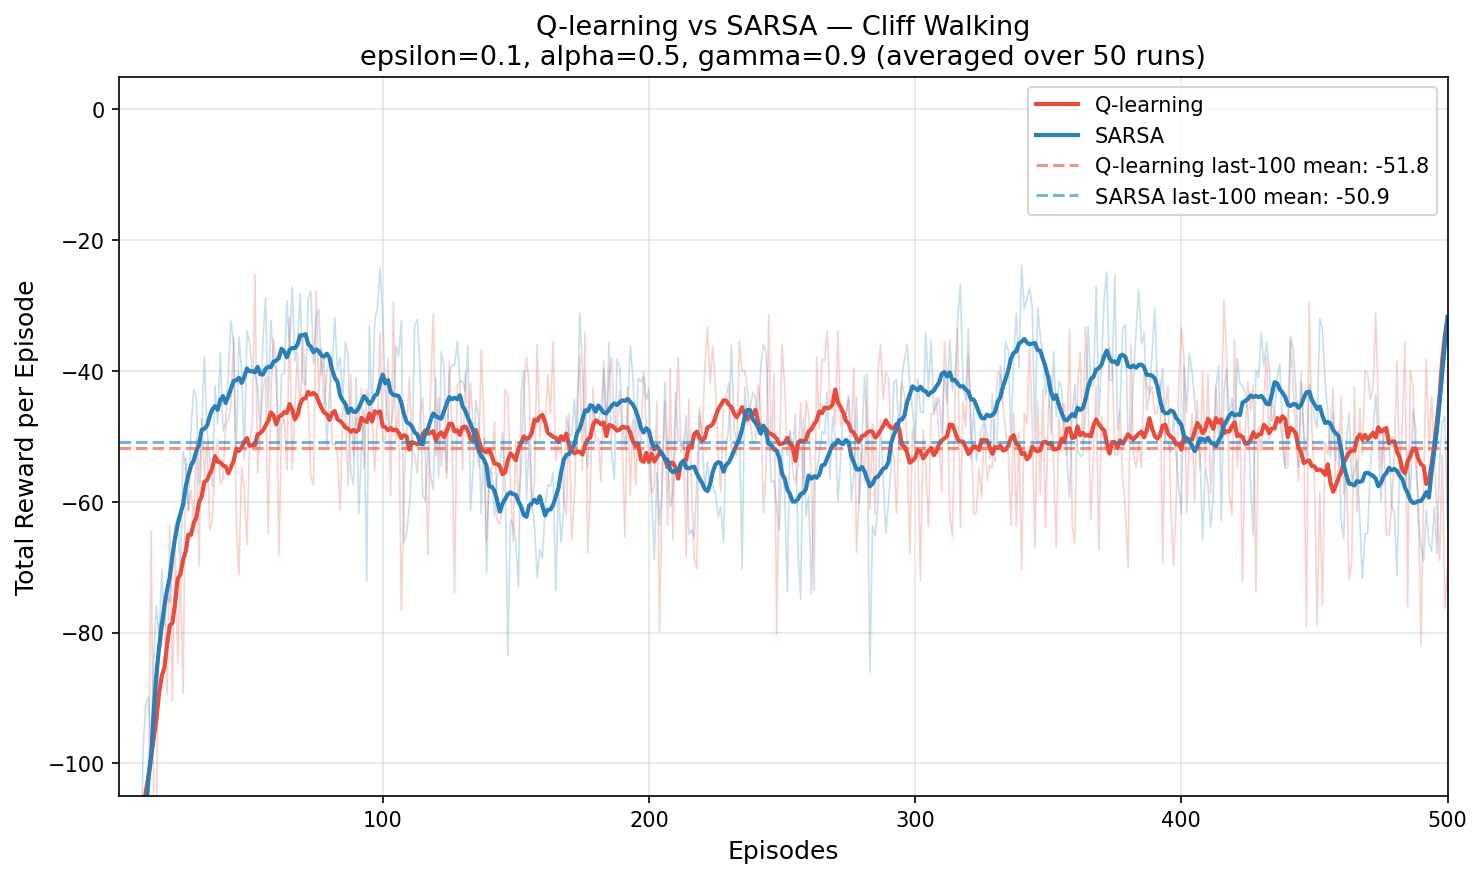 Q-learning vs SARSA — Cliff Walking
epsilon=0.1, alpha=0.5, gamma=0.9 (averaged over 50 runs)
Q-learning
SARSA
Q-learning last-100 mean: -51.8
SARSA last-100 mean: -50.9
Total Reward per Episode
0
−20
−40
−60
−80
−100
100
200
300
400
500
Episodes